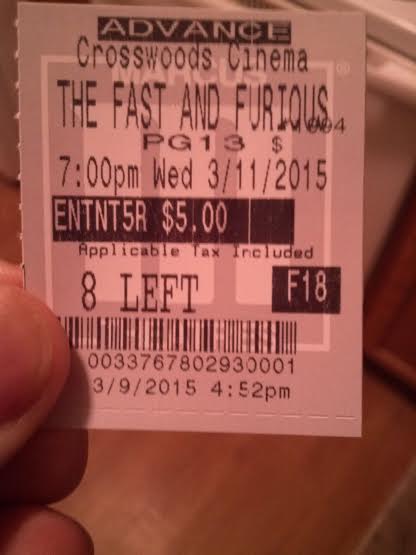 ADVANCE
Crosswoods Cinema
MARCUS
THE FAST AND FURIOUS
PG13 $
7:00pm Wed 3/11/2015
ENTNT5R $5.00
Applicable Tax Included
8 LEFT F18
0033767802930001
3/9/2015 4:52pm